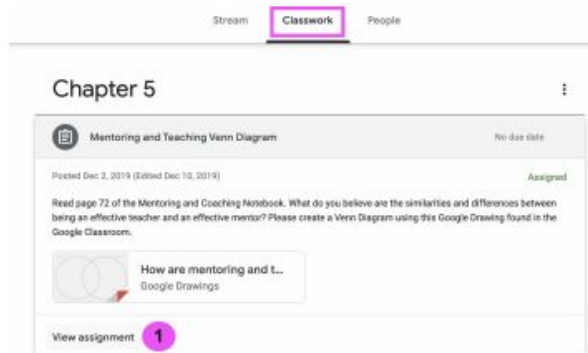 Stream Classwork People
Chapter 5
Mentoring and Teaching Venn Diagram No due date
Posted Dec 2, 2019 (Edited Dec 10, 2019) Assigned
Read page 72 of the Mentoring and Coaching Notebook. What do you believe are the similarities and differences between
being an effective teacher and an effective mentor? Please create a Venn Diagram using this Google Drawing found in the
Google Classroom.
How are mentoring and t...
Google Drawings
View assignment 1